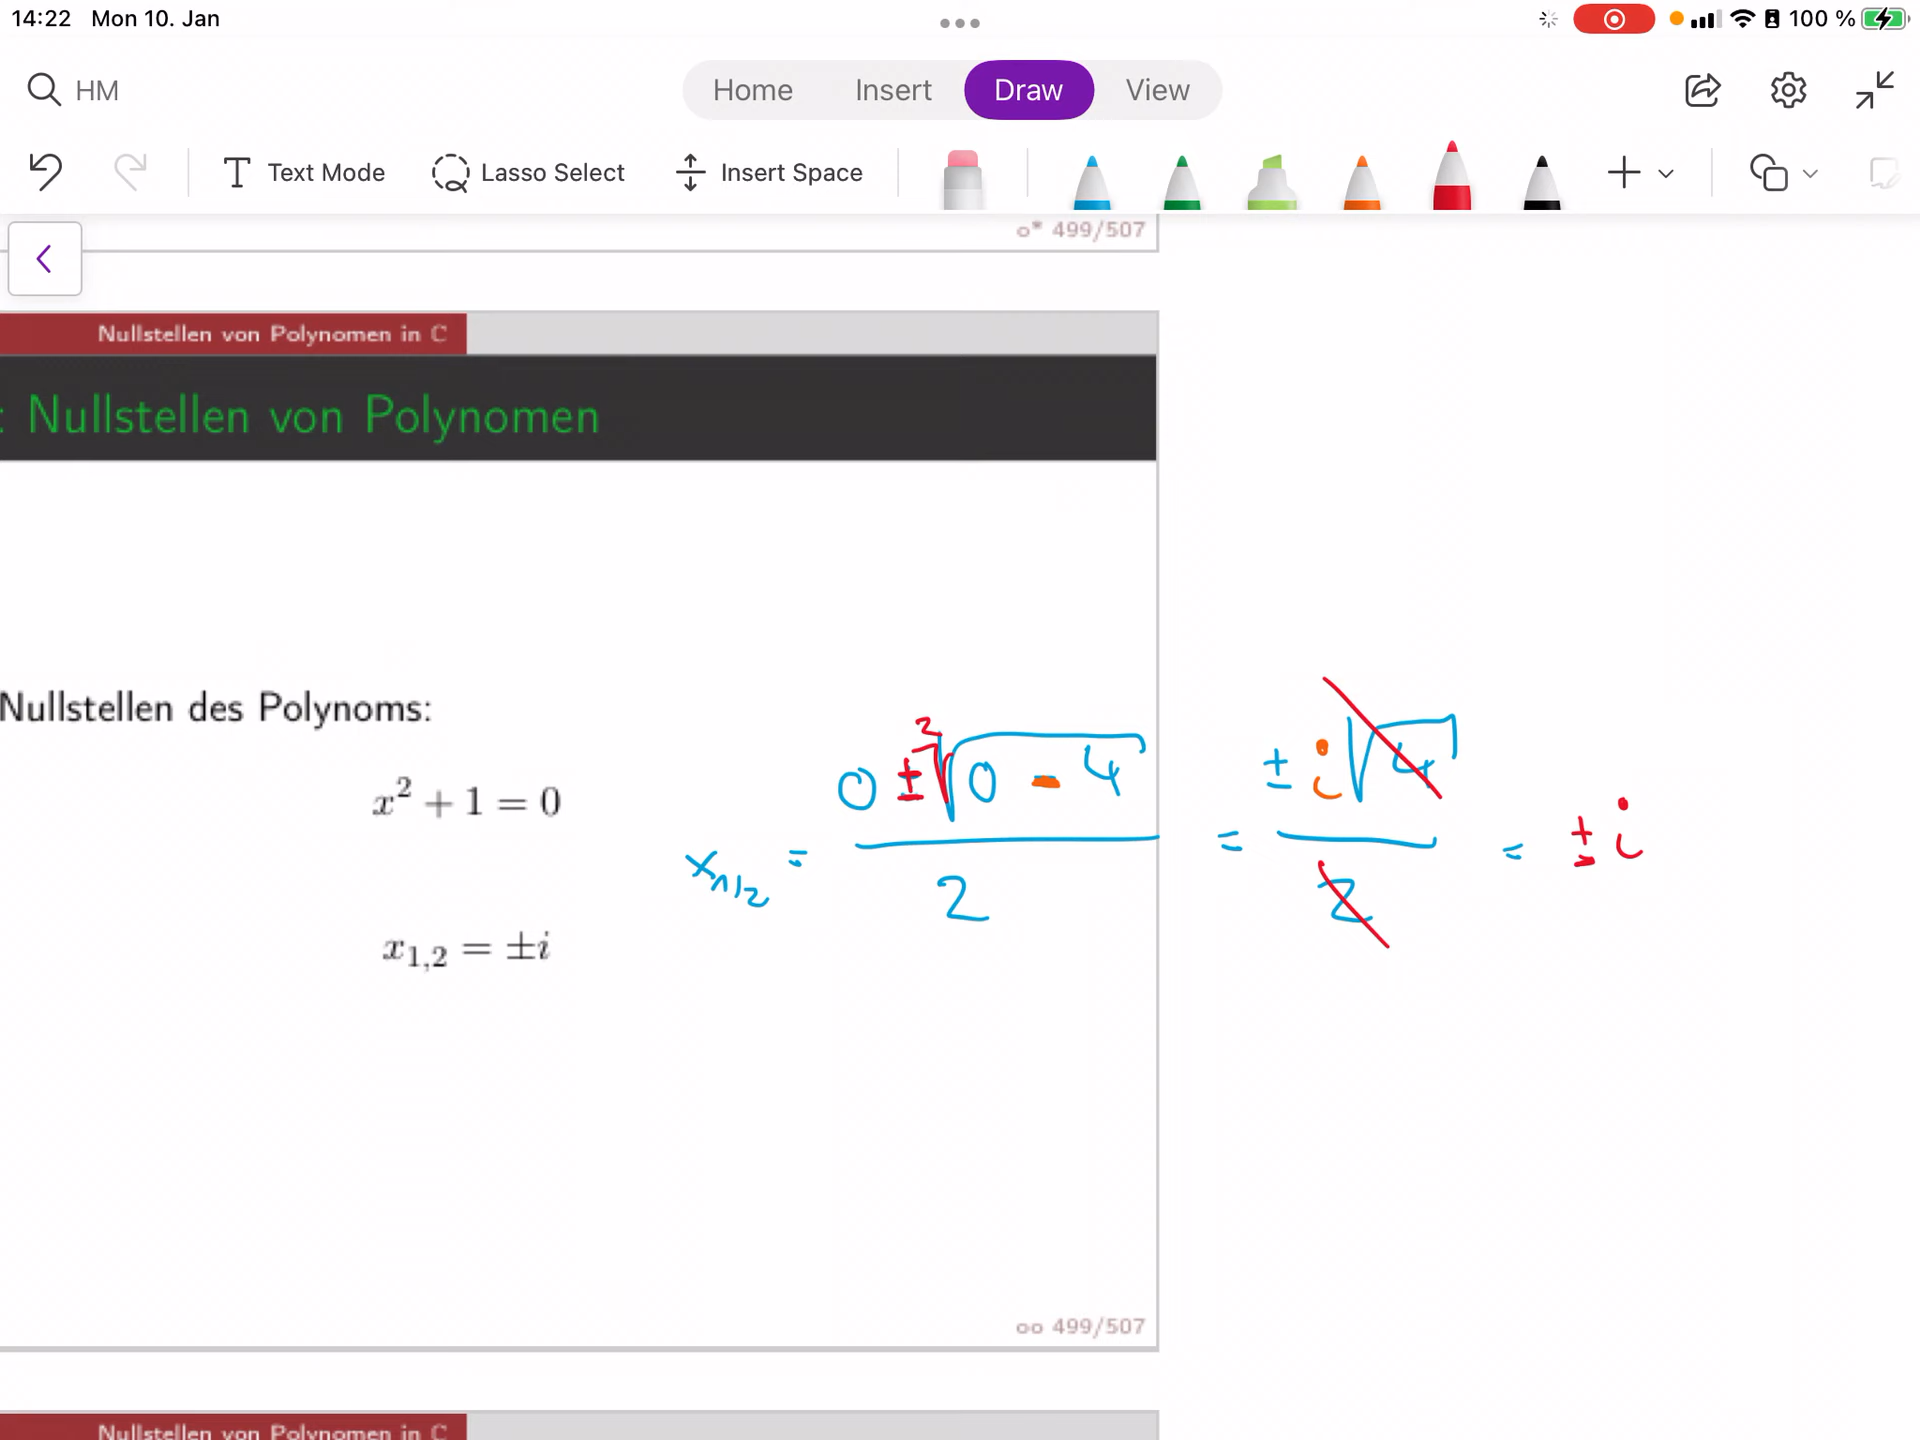 14:22 Mon 10. Jan
100 %
HM
Home Insert Draw View
Text Mode Lasso Select Insert Space
o* 499/507
Nullstellen von Polynomen in C
: Nullstellen von Polynomen
Nullstellen des Polynoms:
x² + 1 = 0
x₁,₂ = ±i
x₁/₂ = (0 ± ²√(0 - 4)) / 2 = (± i √4) / 2 = ± i
oo 499/507
Nullstellen von Polynomen in C